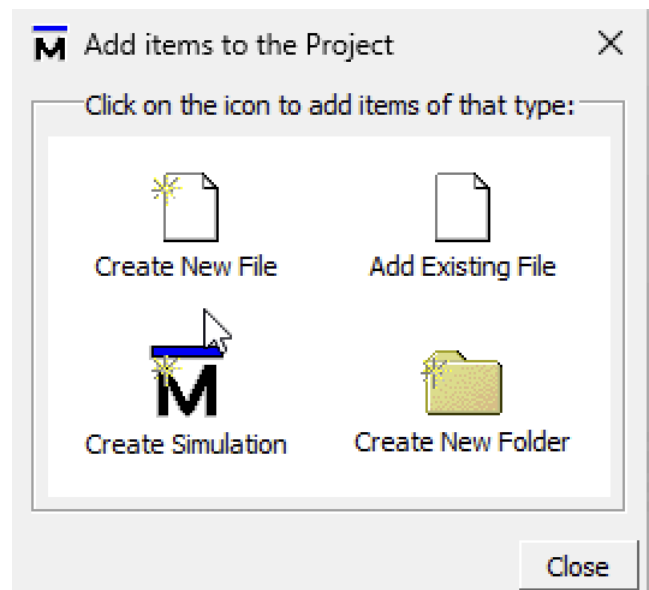 Add items to the Project
Click on the icon to add items of that type:
Create New File
Add Existing File
Create Simulation
Create New Folder
Close